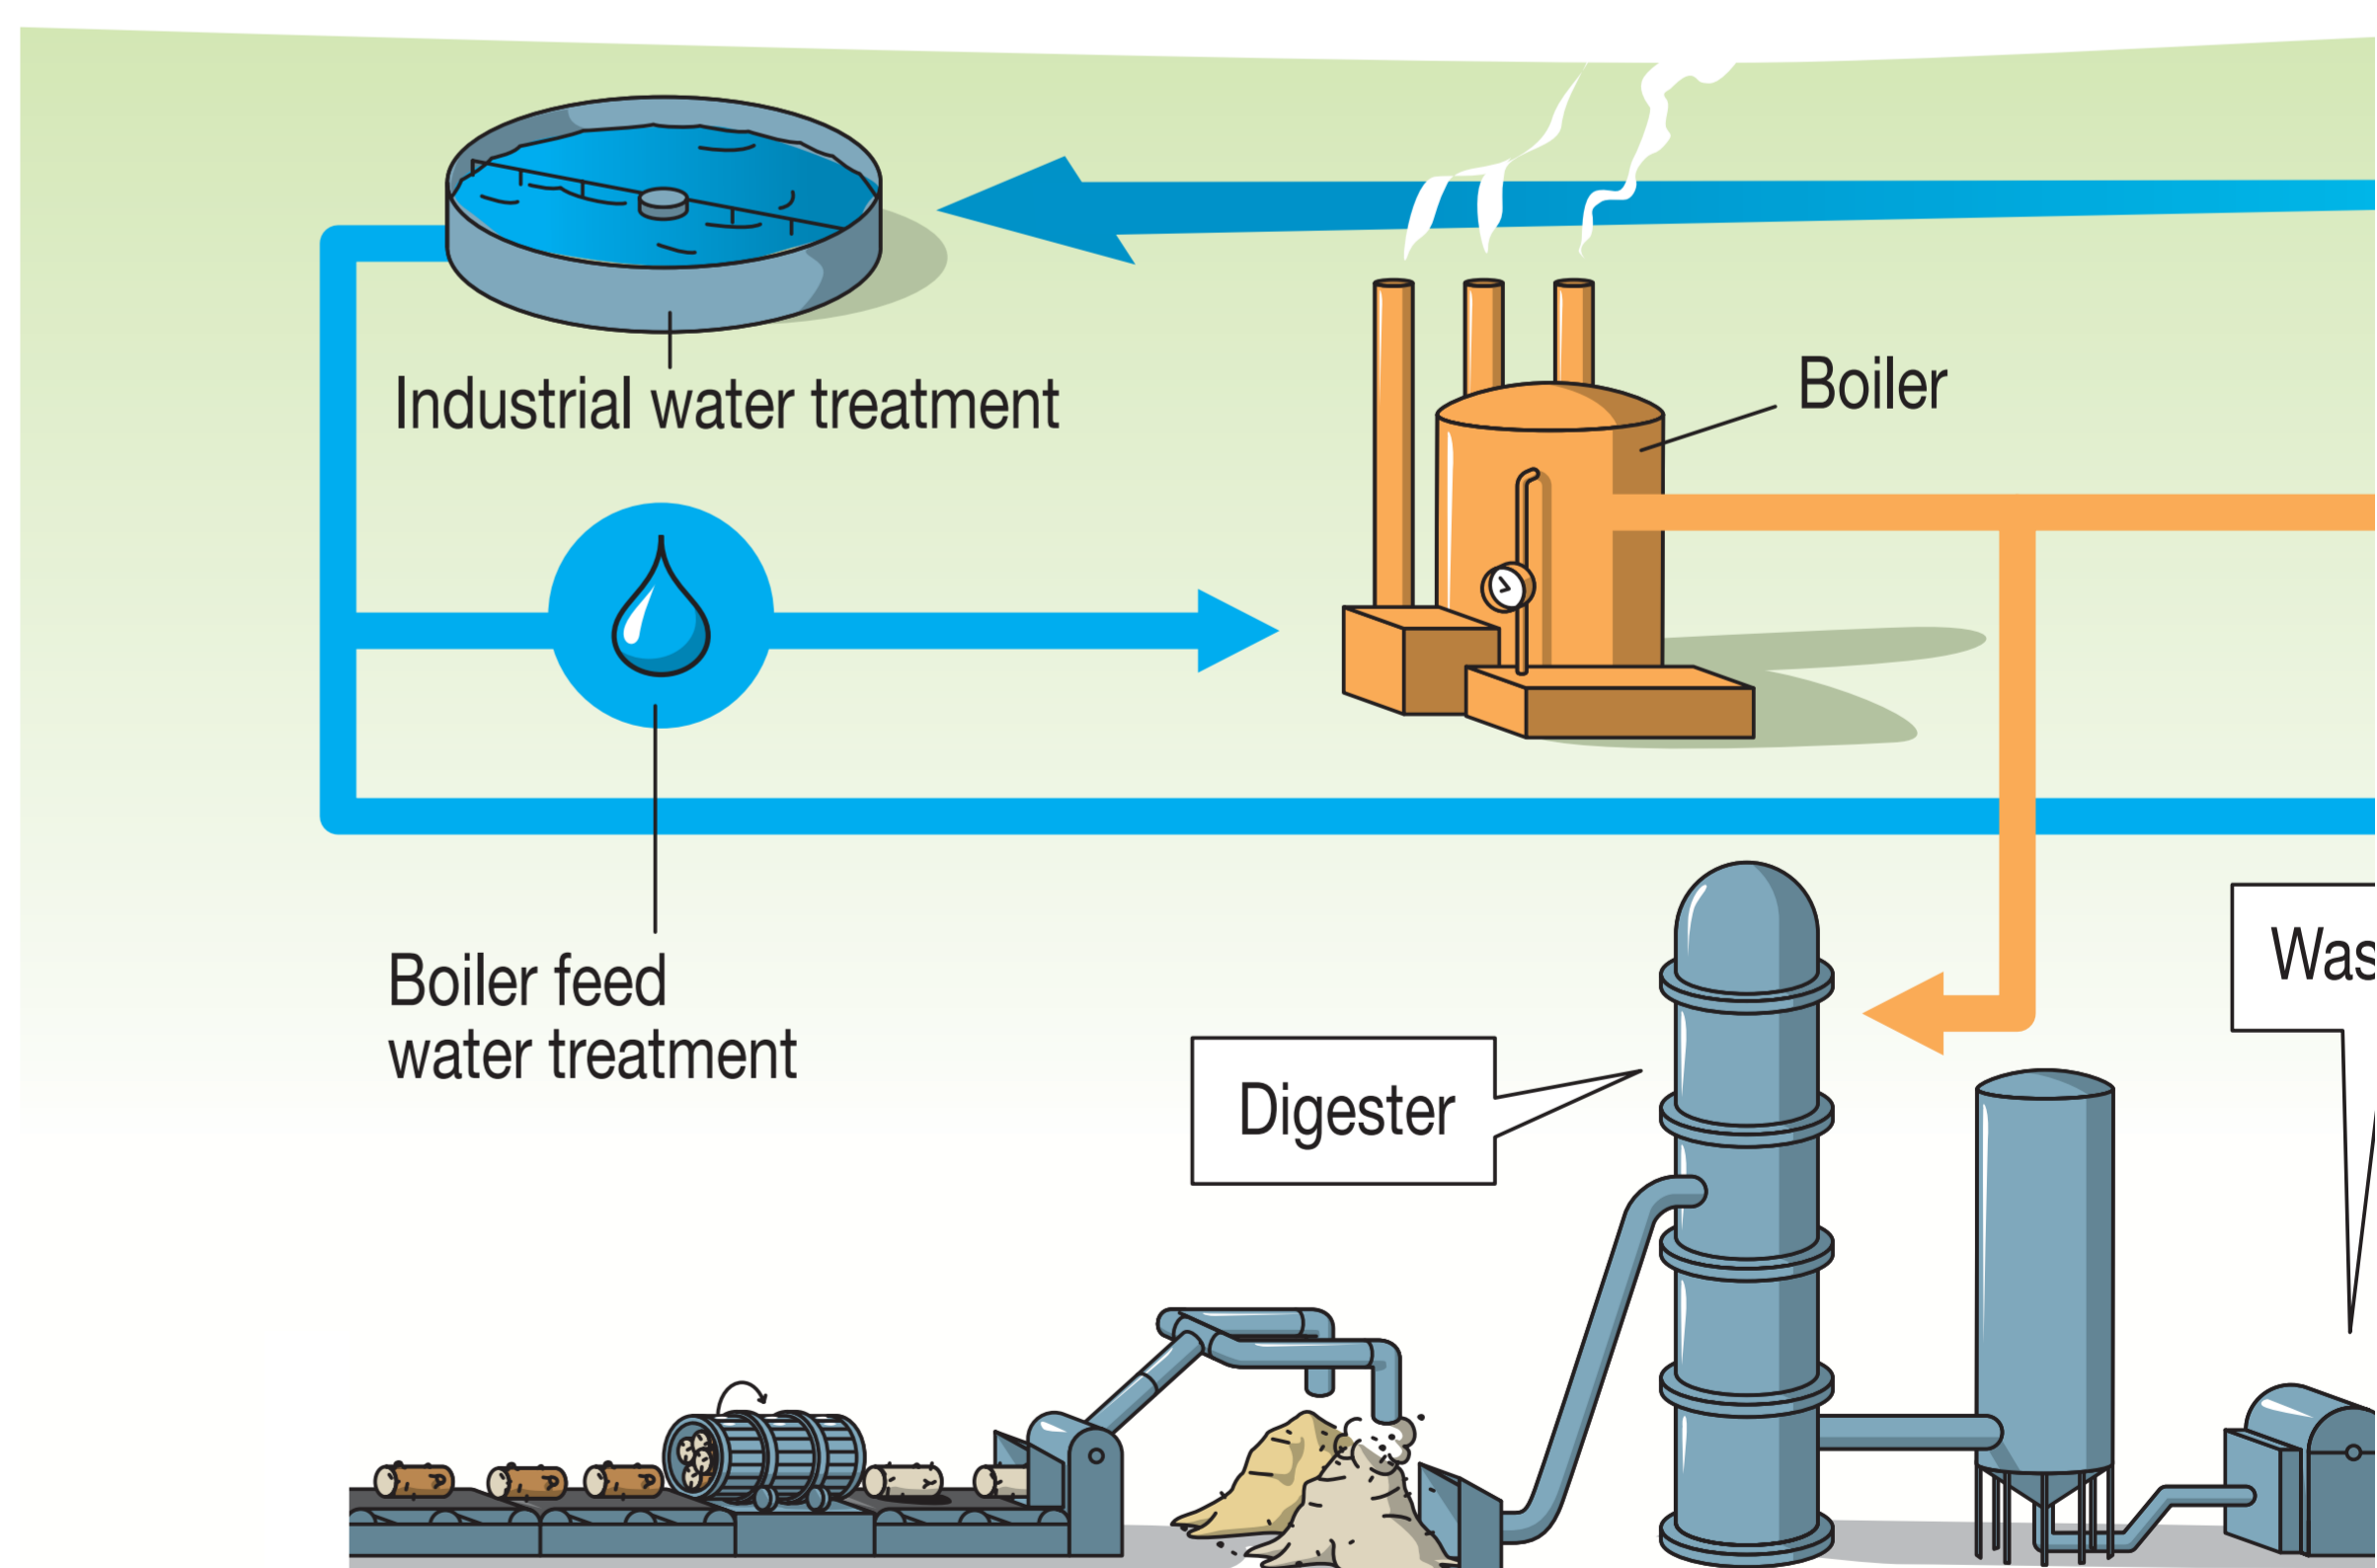 Industrial water treatment
Boiler
Boiler feed
water treatment
Digester